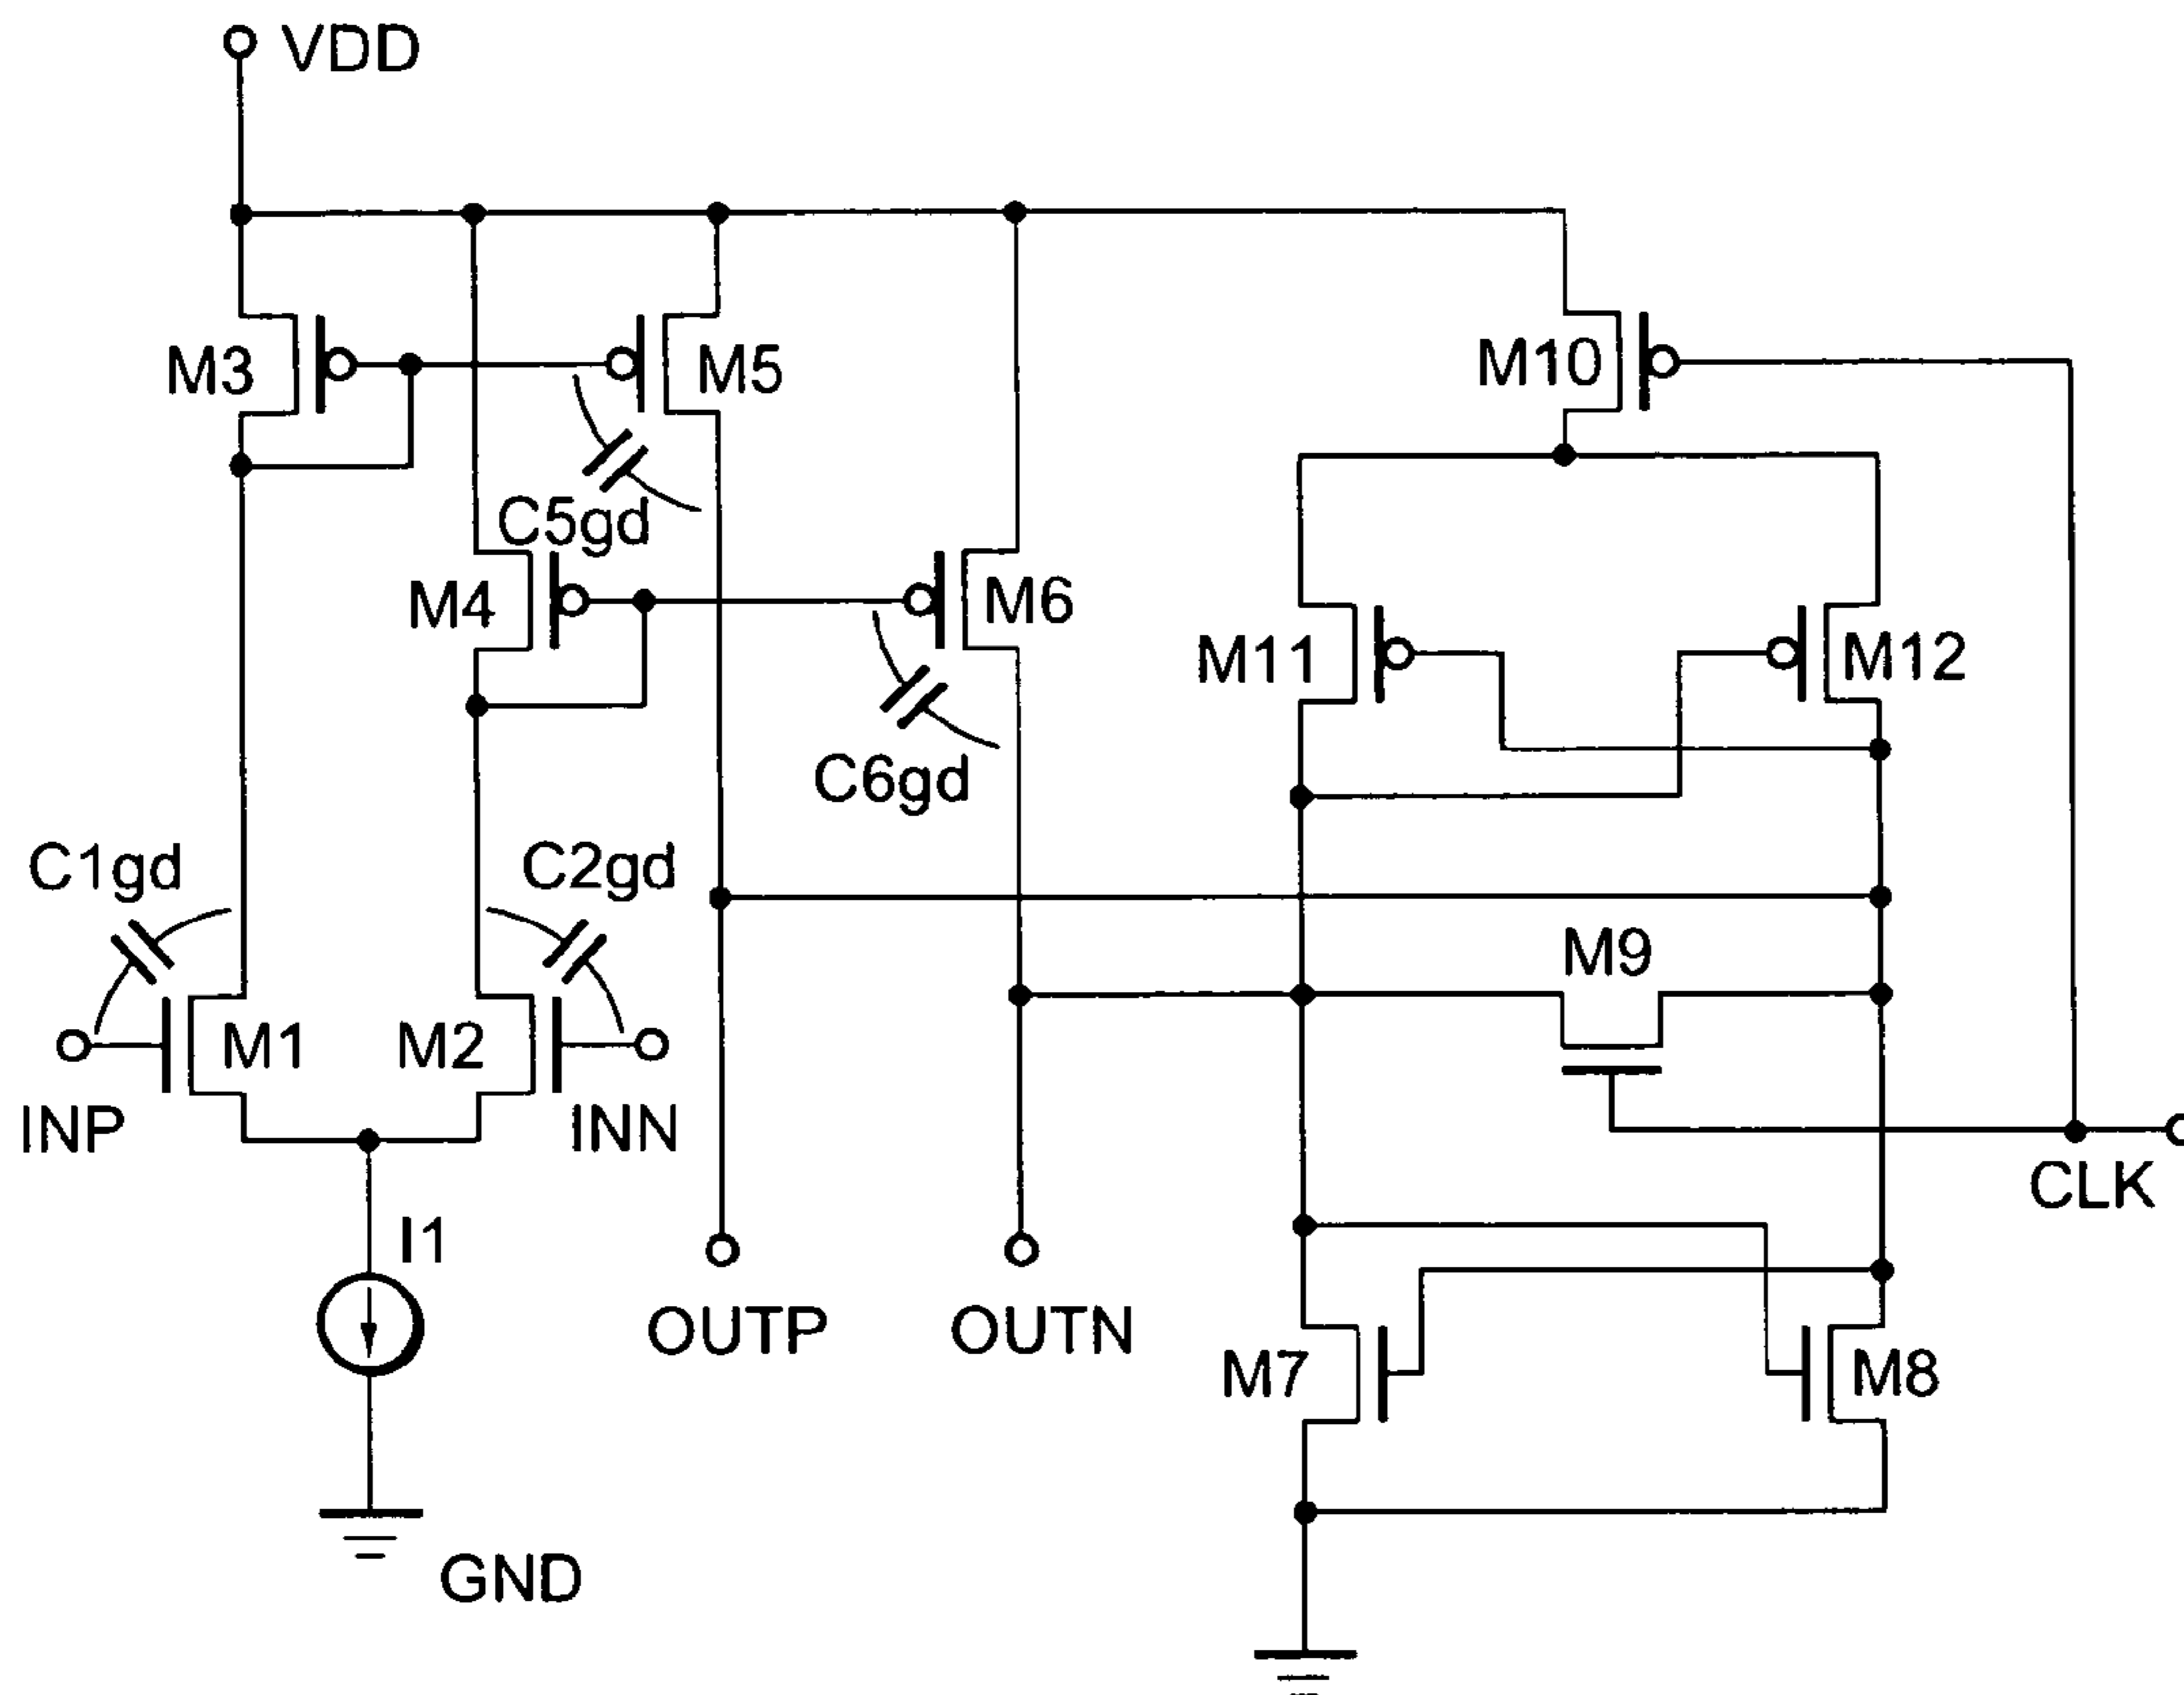 VDD
M3
M5
M10
C5gd
M4
M6
M11
M12
C6gd
C1gd
C2gd
M9
M1
M2
INP
INN
CLK
I1
OUTP
OUTN
M7
M8
GND